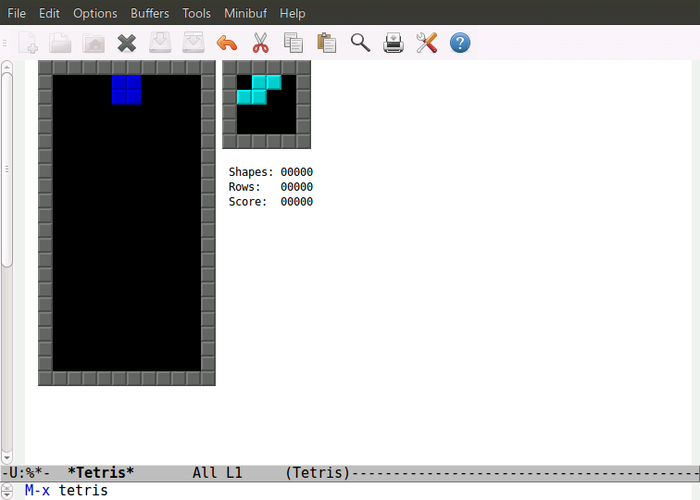 File Edit Options Buffers Tools Minibuf Help
?
Shapes: 00000
Rows: 00000
Score: 00000
-U:%*- *Tetris* All L1 (Tetris)------------------------------------------
M-x tetris